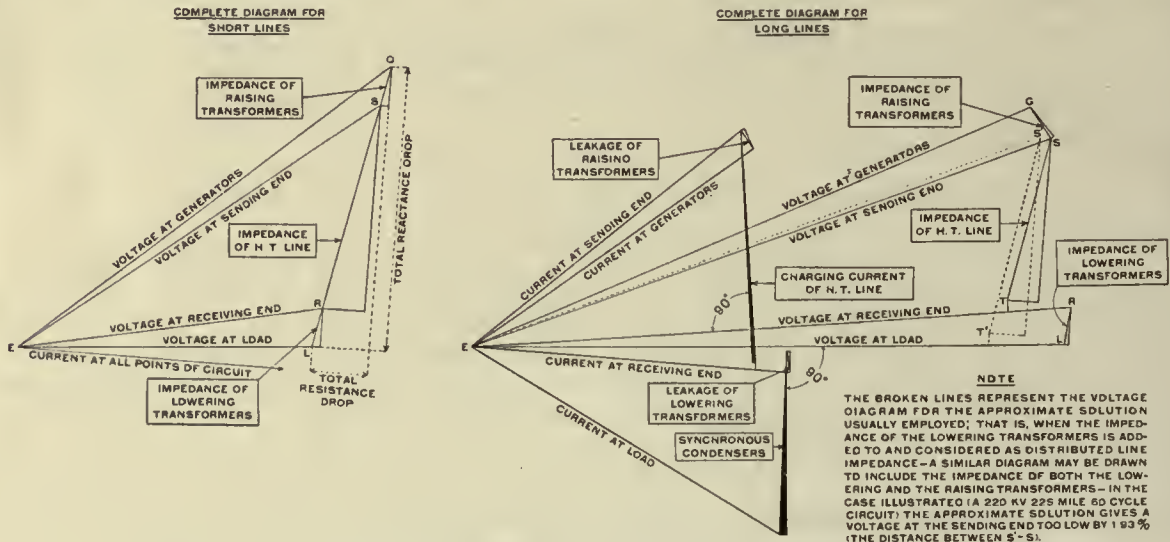 COMPLETE DIAGRAM FOR
SHORT LINES
G
IMPEDANCE OF
RAISING
TRANSFORMERS
S
VOLTAGE AT GENERATORS
VOLTAGE AT SENDING END
TOTAL REACTANCE DROP
IMPEDANCE
OF H T LINE
R
VOLTAGE AT RECEIVING END
E
VOLTAGE AT LOAD
L
CURRENT AT ALL POINTS OF CIRCUIT
IMPEDANCE OF
LOWERING
TRANSFORMERS
TOTAL
RESISTANCE
DROP
COMPLETE DIAGRAM FOR
LONG LINES
IMPEDANCE OF
RAISING
TRANSFORMERS
G
S'
S
LEAKAGE OF
RAISING
TRANSFORMERS
VOLTAGE AT GENERATORS
VOLTAGE AT SENDING END
CURRENT AT SENDING END
CURRENT AT GENERATORS
IMPEDANCE
OF H.T. LINE
IMPEDANCE OF
LOWERING
TRANSFORMERS
CHARGING CURRENT
OF H.T. LINE
90°
T
R
VOLTAGE AT RECEIVING END
T'
E
VOLTAGE AT LOAD
L
CURRENT AT RECEIVING END
90°
LEAKAGE OF
LOWERING
TRANSFORMERS
CURRENT AT LOAD
SYNCHRONOUS
CONDENSERS
NOTE
THE BROKEN LINES REPRESENT THE VOLTAGE
DIAGRAM FOR THE APPROXIMATE SOLUTION
USUALLY EMPLOYED; THAT IS, WHEN THE IMPED-
ANCE OF THE LOWERING TRANSFORMERS IS ADD-
ED TO AND CONSIDERED AS DISTRIBUTED LINE
IMPEDANCE—A SIMILAR DIAGRAM MAY BE DRAWN
TO INCLUDE THE IMPEDANCE OF BOTH THE LOW-
ERING AND THE RAISING TRANSFORMERS—IN THE
CASE ILLUSTRATED (A 220 KV 225 MILE 60 CYCLE
CIRCUIT) THE APPROXIMATE SOLUTION GIVES A
VOLTAGE AT THE SENDING END TOO LOW BY 1 93%
(THE DISTANCE BETWEEN S'-S).